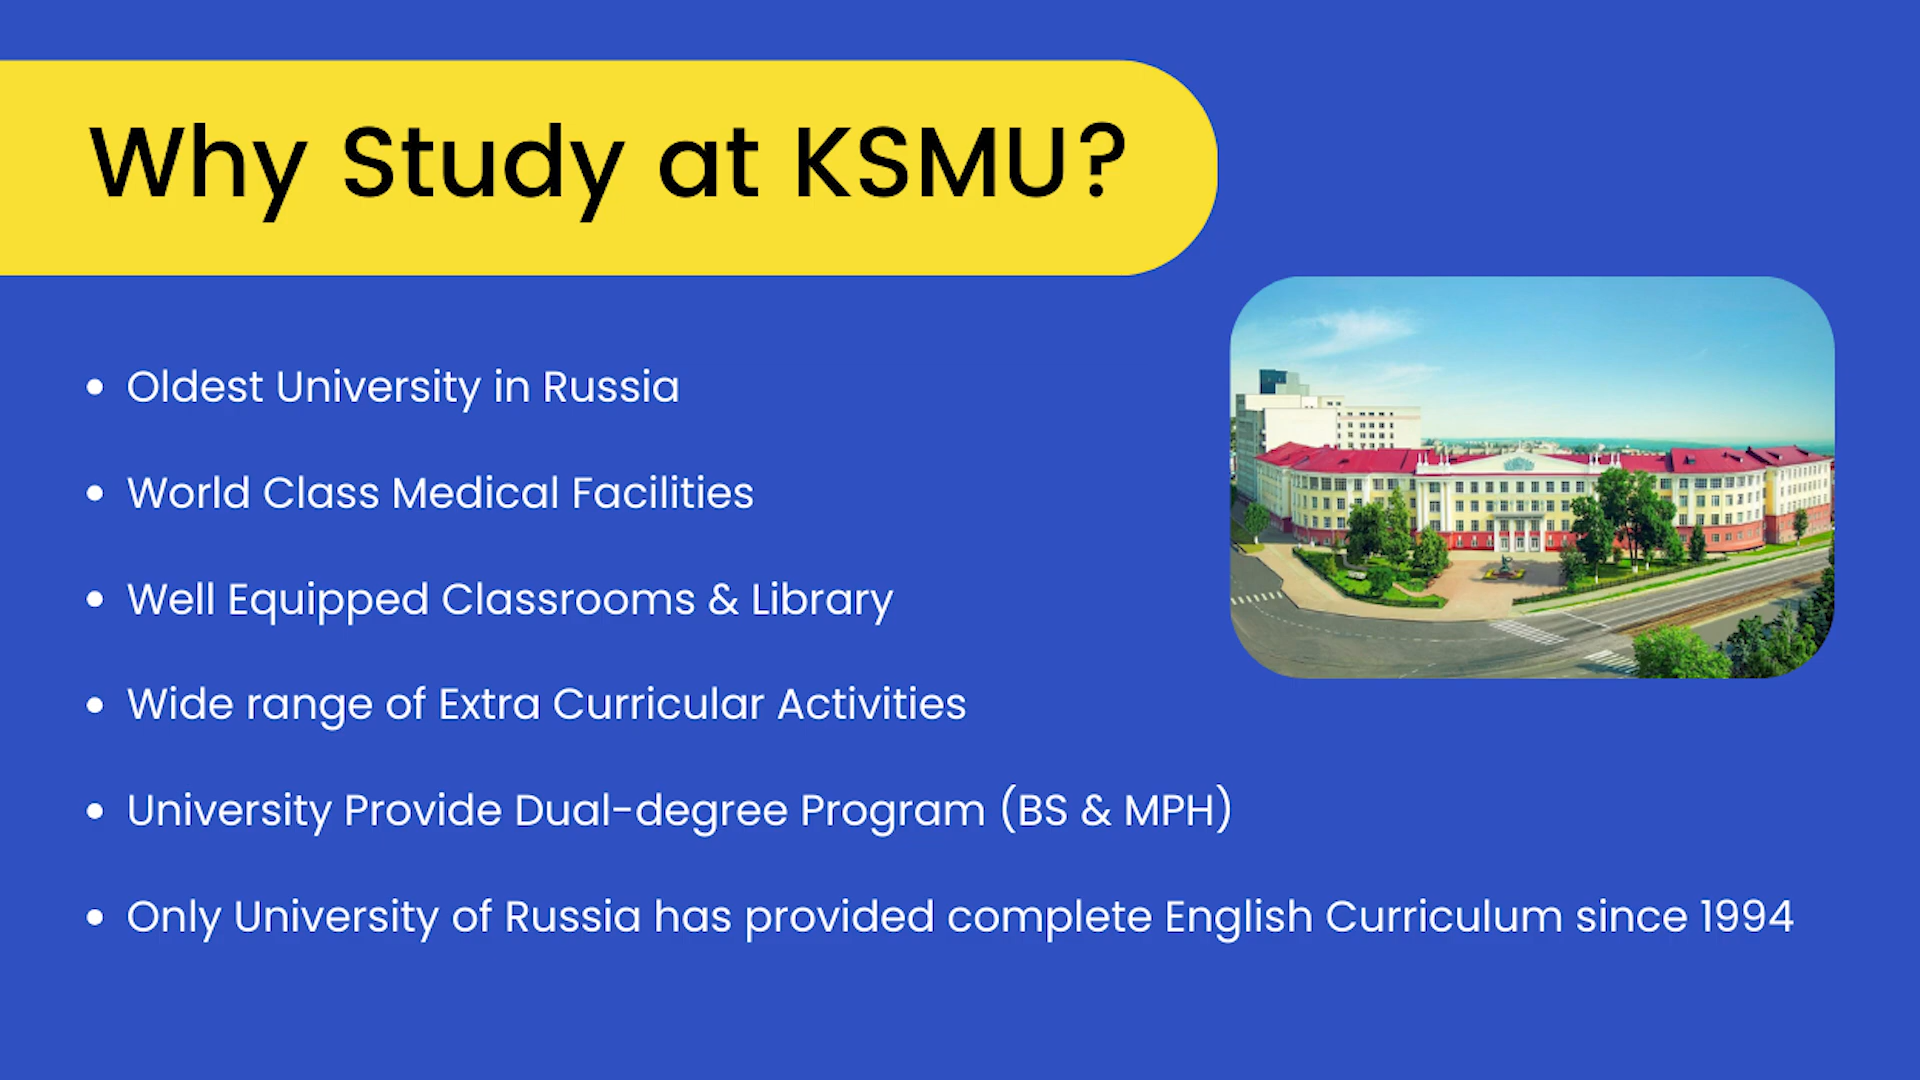 Why Study at KSMU?
• Oldest University in Russia
• World Class Medical Facilities
• Well Equipped Classrooms & Library
• Wide range of Extra Curricular Activities
• University Provide Dual-degree Program (BS & MPH)
• Only University of Russia has provided complete English Curriculum since 1994